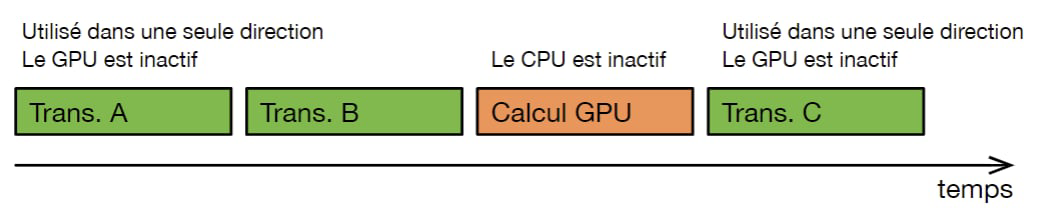 Utilisé dans une seule direction
Le GPU est inactif
Le CPU est inactif
Utilisé dans une seule direction
Le GPU est inactif
Trans. A
Trans. B
Calcul GPU
Trans. C
temps